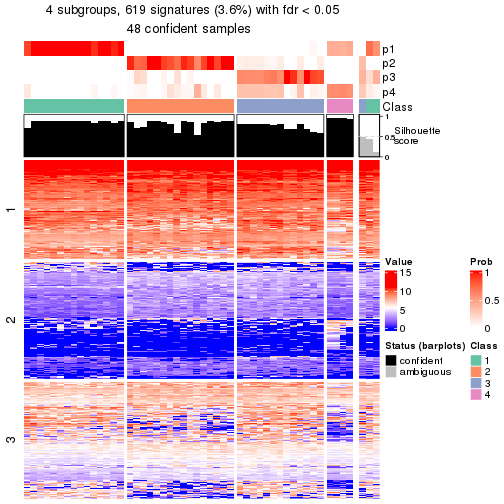 4 subgroups, 619 signatures (3.6%) with fdr < 0.05
48 confident samples
p1
p2
p3
p4
Class
1
0.5
0
Silhouette
score
1
2
3
Value
15
10
5
0
Prob
1
0.5
0
Status (barplots)
confident
ambiguous
Class
1
2
3
4